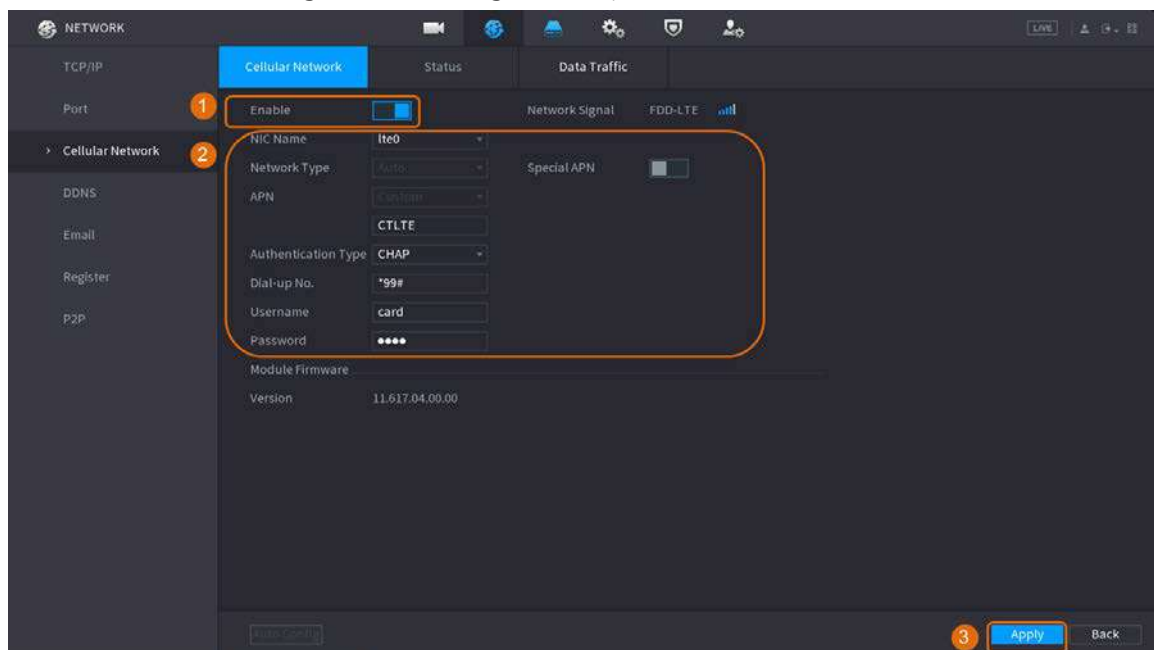 NETWORK
LIVE
TCP/IP
Port
Cellular Network
DDNS
Email
Register
P2P
Cellular Network Status Data Traffic
1 Enable Network Signal FDD-LTE
2
NIC Name lte0
Network Type Auto Special APN
APN Custom
CTLTE
Authentication Type CHAP
Dial-up No. *99#
Username card
Password ●●●●
Module Firmware
Version 11.617.04.00.00
Auto Config 3 Apply Back